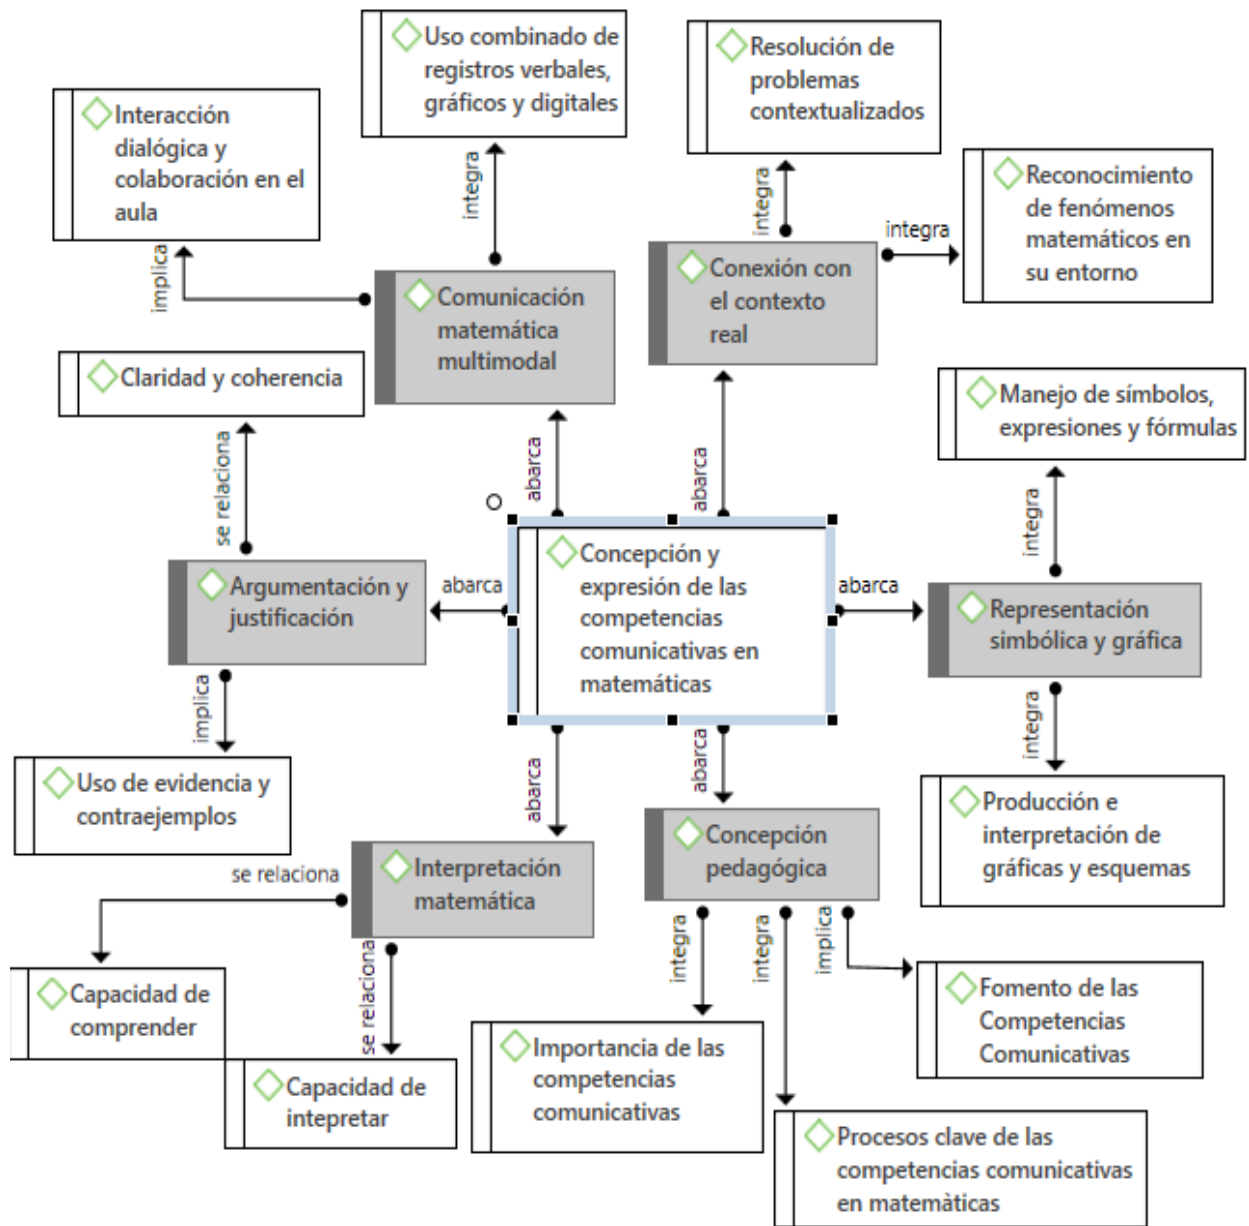 Uso combinado de
registros verbales,
gráficos y digitales
Resolución de
problemas
contextualizados
Interacción
dialógica y
colaboración en el
aula
integra
integra
Reconocimiento
de fenómenos
matemáticos en
su entorno
integra
implica
Comunicación
matemática
multimodal
Conexión con
el contexto
real
Claridad y coherencia
Manejo de símbolos,
expresiones y fórmulas
se relaciona
abarca
abarca
integra
Argumentación y
justificación
abarca
Concepción y
expresión de las
competencias
comunicativas en
matemáticas
abarca
Representación
simbólica y gráfica
implica
integra
Uso de evidencia y
contraejemplos
abarca
abarca
Producción e
interpretación de
gráficas y esquemas
se relaciona
Interpretación
matemática
Concepción
pedagógica
se relaciona
integra
integra
implica
Capacidad de
comprender
Capacidad de
intepretar
Importancia de las
competencias
comunicativas
Fomento de las
Competencias
Comunicativas
Procesos clave de las
competencias comunicativas
en matemàticas